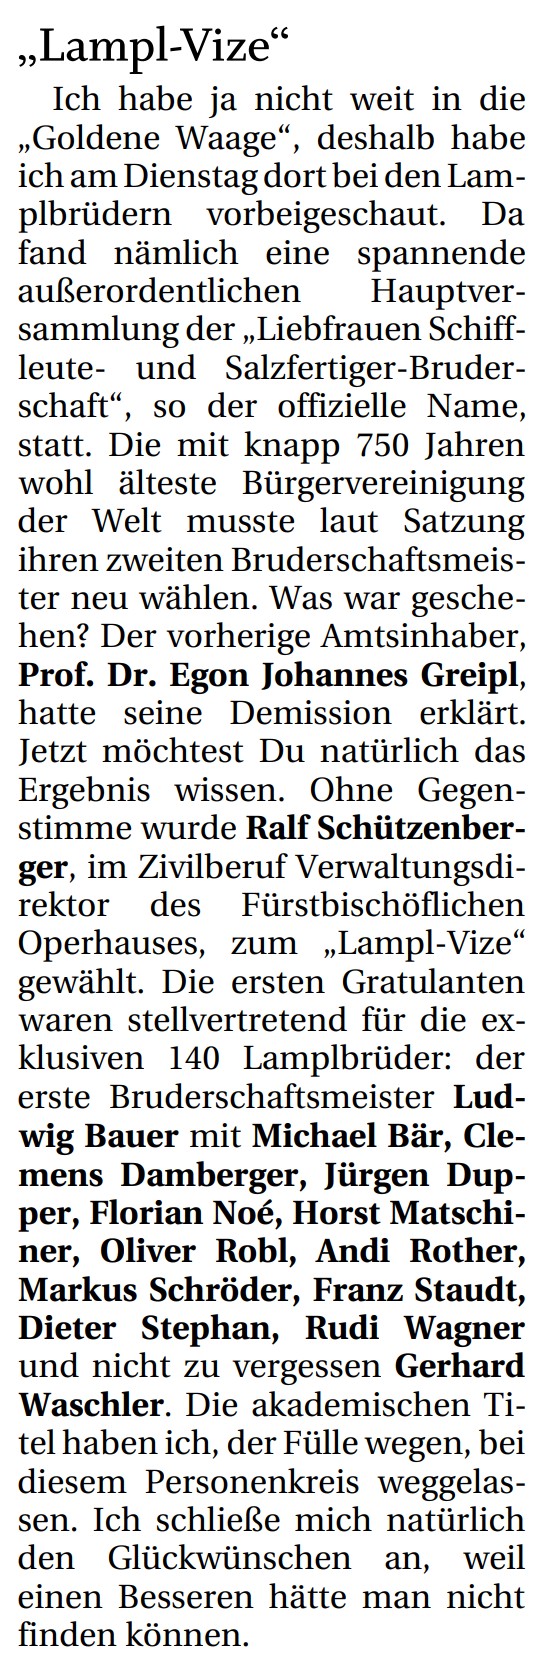 „Lampl-Vize“
Ich habe ja nicht weit in die
„Goldene Waage“, deshalb habe
ich am Dienstag dort bei den Lam-
plbrüdern vorbeigeschaut. Da
fand nämlich eine spannende
außerordentlichen Hauptver-
sammlung der „Liebfrauen Schiff-
leute- und Salzfertiger-Bruder-
schaft“, so der offizielle Name,
statt. Die mit knapp 750 Jahren
wohl älteste Bürgervereinigung
der Welt musste laut Satzung
ihren zweiten Bruderschaftsmeis-
ter neu wählen. Was war gesche-
hen? Der vorherige Amtsinhaber,
Prof. Dr. Egon Johannes Greipl,
hatte seine Demission erklärt.
Jetzt möchtest Du natürlich das
Ergebnis wissen. Ohne Gegen-
stimme wurde Ralf Schützenber-
ger, im Zivilberuf Verwaltungsdi-
rektor des Fürstbischöflichen
Operhauses, zum „Lampl-Vize“
gewählt. Die ersten Gratulanten
waren stellvertretend für die ex-
klusiven 140 Lamplbrüder: der
erste Bruderschaftsmeister Lud-
wig Bauer mit Michael Bär, Cle-
mens Damberger, Jürgen Dup-
per, Florian Noé, Horst Matschi-
ner, Oliver Robl, Andi Rother,
Markus Schröder, Franz Staudt,
Dieter Stephan, Rudi Wagner
und nicht zu vergessen Gerhard
Waschler. Die akademischen Ti-
tel haben ich, der Fülle wegen, bei
diesem Personenkreis weggelas-
sen. Ich schließe mich natürlich
den Glückwünschen an, weil
einen Besseren hätte man nicht
finden können.